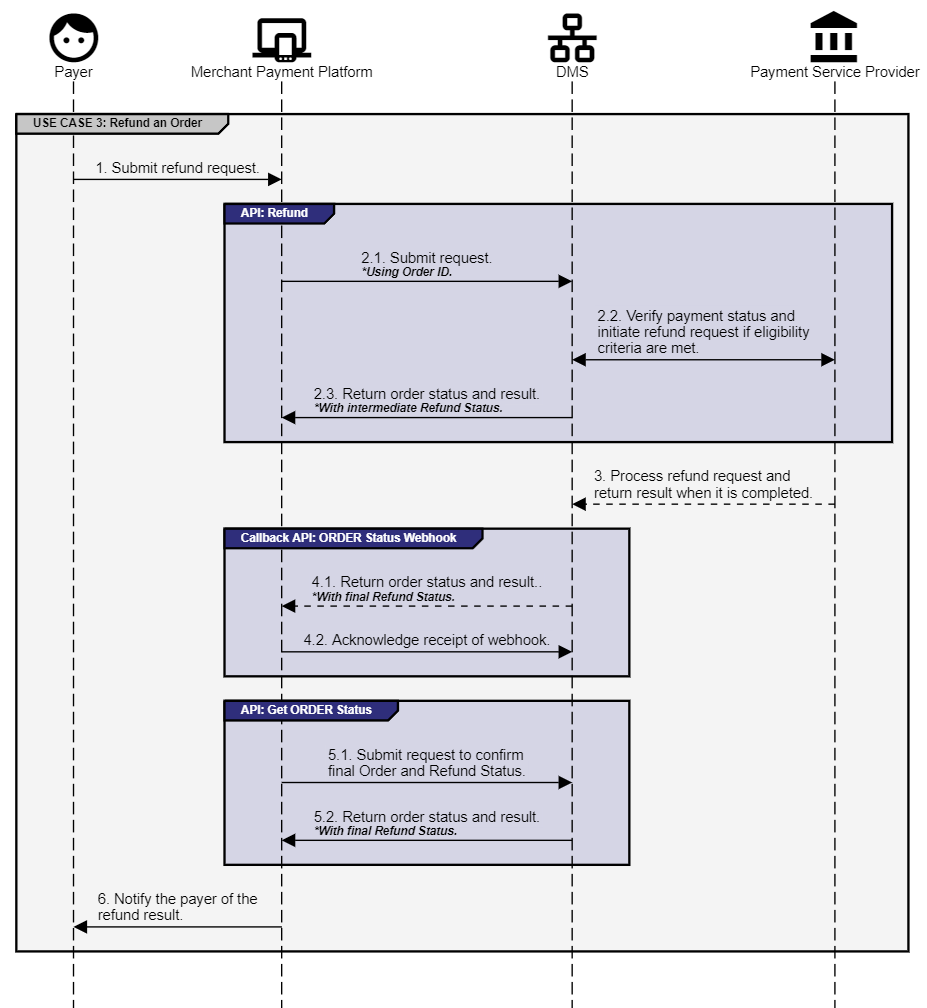 Payer
Merchant Payment Platform
DMS
Payment Service Provider
USE CASE 3: Refund an Order
1. Submit refund request.
API: Refund
2.1. Submit request.
*Using Order ID.
2.2. Verify payment status and
initiate refund request if eligibility
criteria are met.
2.3. Return order status and result.
*With intermediate Refund Status.
3. Process refund request and
return result when it is completed.
Callback API: ORDER Status Webhook
4.1. Return order status and result..
*With final Refund Status.
4.2. Acknowledge receipt of webhook.
API: Get ORDER Status
5.1. Submit request to confirm
final Order and Refund Status.
5.2. Return order status and result.
*With final Refund Status.
6. Notify the payer of the
refund result.